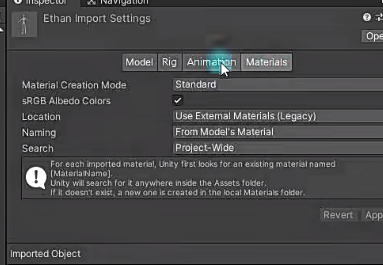 Inspector Navigation
Ethan Import Settings
Ope
Model Rig Animation Materials
Material Creation Mode Standard
sRGB Albedo Colors
Location Use External Materials (Legacy)
Naming From Model's Material
Search Project-Wide
For each imported material, Unity first looks for an existing material named
[MaterialName].
Unity will search for it anywhere inside the Assets folder.
If it doesn't exist, a new one is created in the local Materials folder.
Revert App
Imported Object